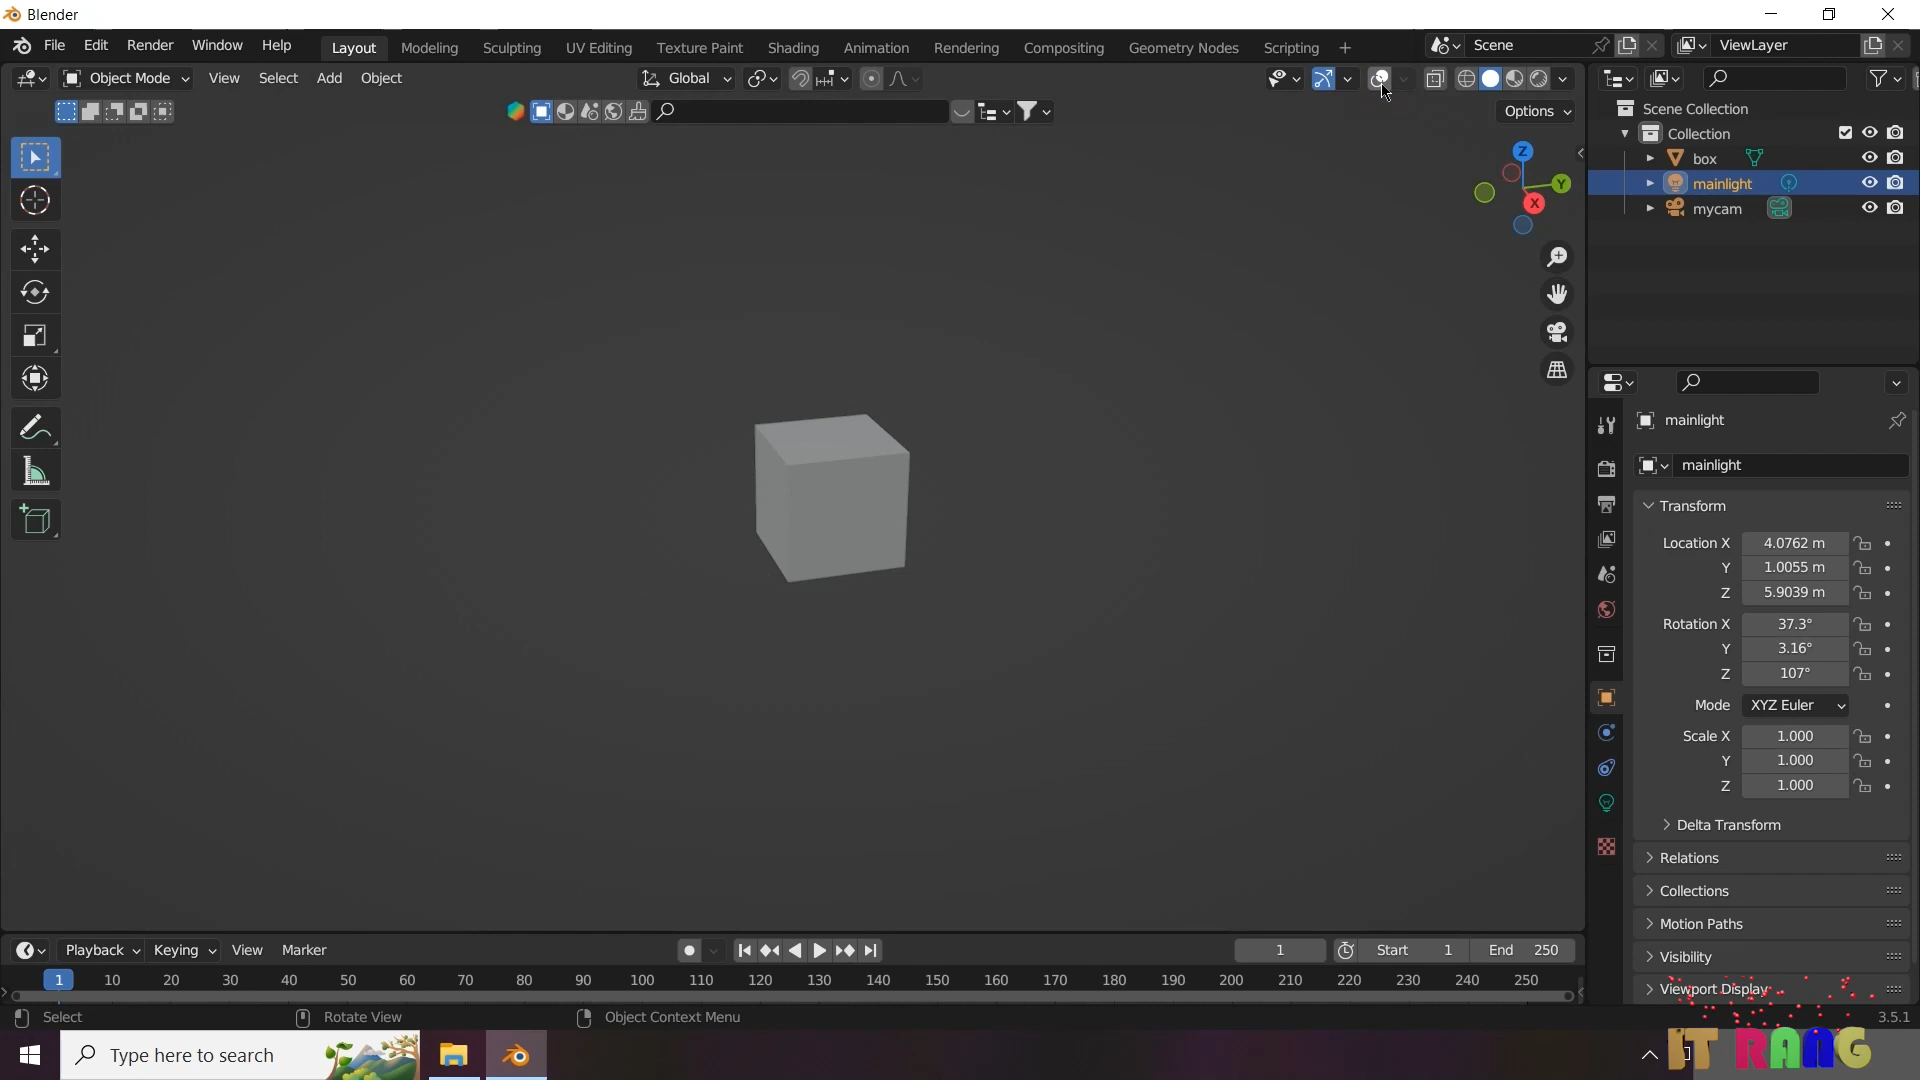 Blender
File Edit Render Window Help Layout Modeling Sculpting UV Editing Texture Paint Shading Animation Rendering Compositing Geometry Nodes Scripting + Scene ViewLayer
Object Mode View Select Add Object Global
Options
Scene Collection
Collection
box
mainlight
mycam
Z
Y
X
mainlight
mainlight
Transform
Location X 4.0762 m
Y 1.0055 m
Z 5.9039 m
Rotation X 37.3°
Y 3.16°
Z 107°
Mode XYZ Euler
Scale X 1.000
Y 1.000
Z 1.000
Delta Transform
Relations
Collections
Motion Paths
Visibility
Viewport Display
Playback Keying View Marker 1 Start 1 End 250
1 10 20 30 40 50 60 70 80 90 100 110 120 130 140 150 160 170 180 190 200 210 220 230 240 250
Select Rotate View Object Context Menu 3.5.1
Type here to search
IT RANG